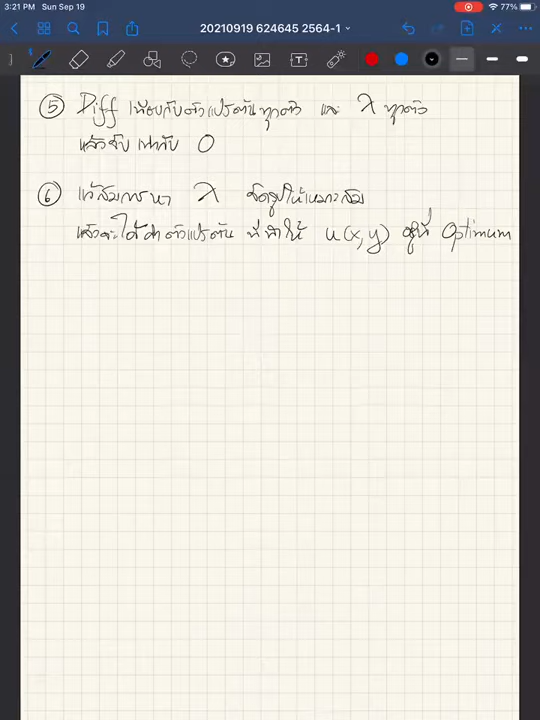 3:21 PM Sun Sep 19
77%
20210919 624645 2564-1
⑤ Diff เทียบกับตัวแปรต้นทุกตัว และ λ ทุกตัว
แล้วจับ เท่ากับ 0
⑥ แก้สมการหา λ จัดรูปให้เหมาะสม
แล้วจะได้ค่า ตัวแปรต้น ที่ทำให้ u(x, y) อยู่ที่ Optimum